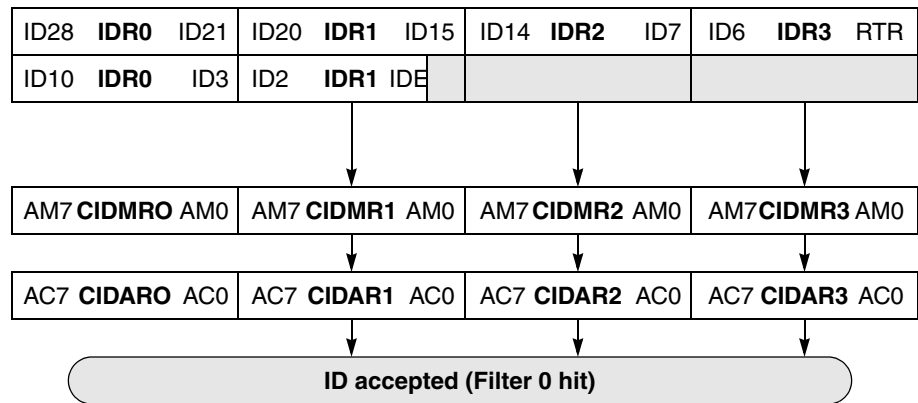 ID28 IDR0 ID21 ID20 IDR1 ID15 ID14 IDR2 ID7 ID6 IDR3 RTR
ID10 IDR0 ID3 ID2 IDR1 IDE
AM7 CIDMRO AM0 AM7 CIDMR1 AM0 AM7 CIDMR2 AM0 AM7 CIDMR3 AM0
AC7 CIDARO AC0 AC7 CIDAR1 AC0 AC7 CIDAR2 AC0 AC7 CIDAR3 AC0
ID accepted (Filter 0 hit)